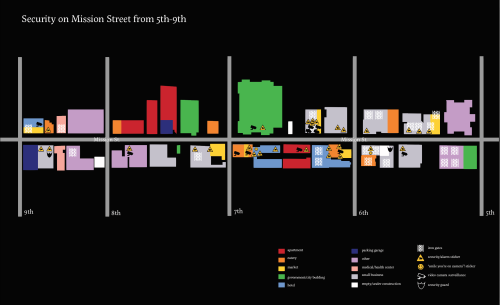 Security on Mission Street from 5th-9th
9th
8th
7th
6th
5th
apartment
eatery
market
government/city building
hotel
parking garage
other
medical/health center
small business
empty/under construction
iron gates
security/alarm sticker
"smile you're on camera" sticker
video camera surveillance
security guard